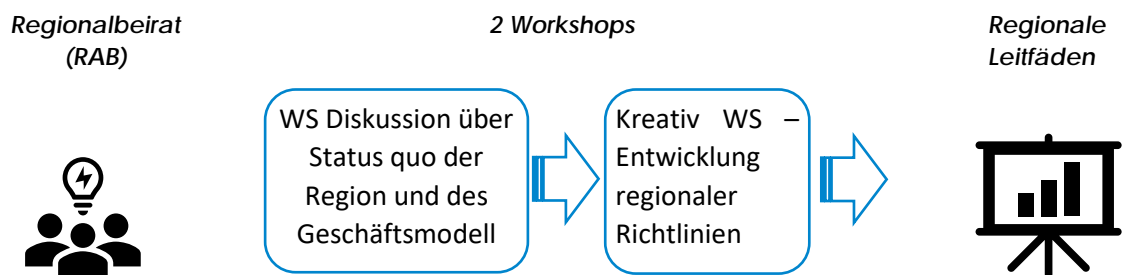 Regionalbeirat
(RAB)
2 Workshops
Regionale
Leitfäden
WS Diskussion über
Status quo der
Region und des
Geschäftsmodell
Kreativ WS –
Entwicklung
regionaler
Richtlinien